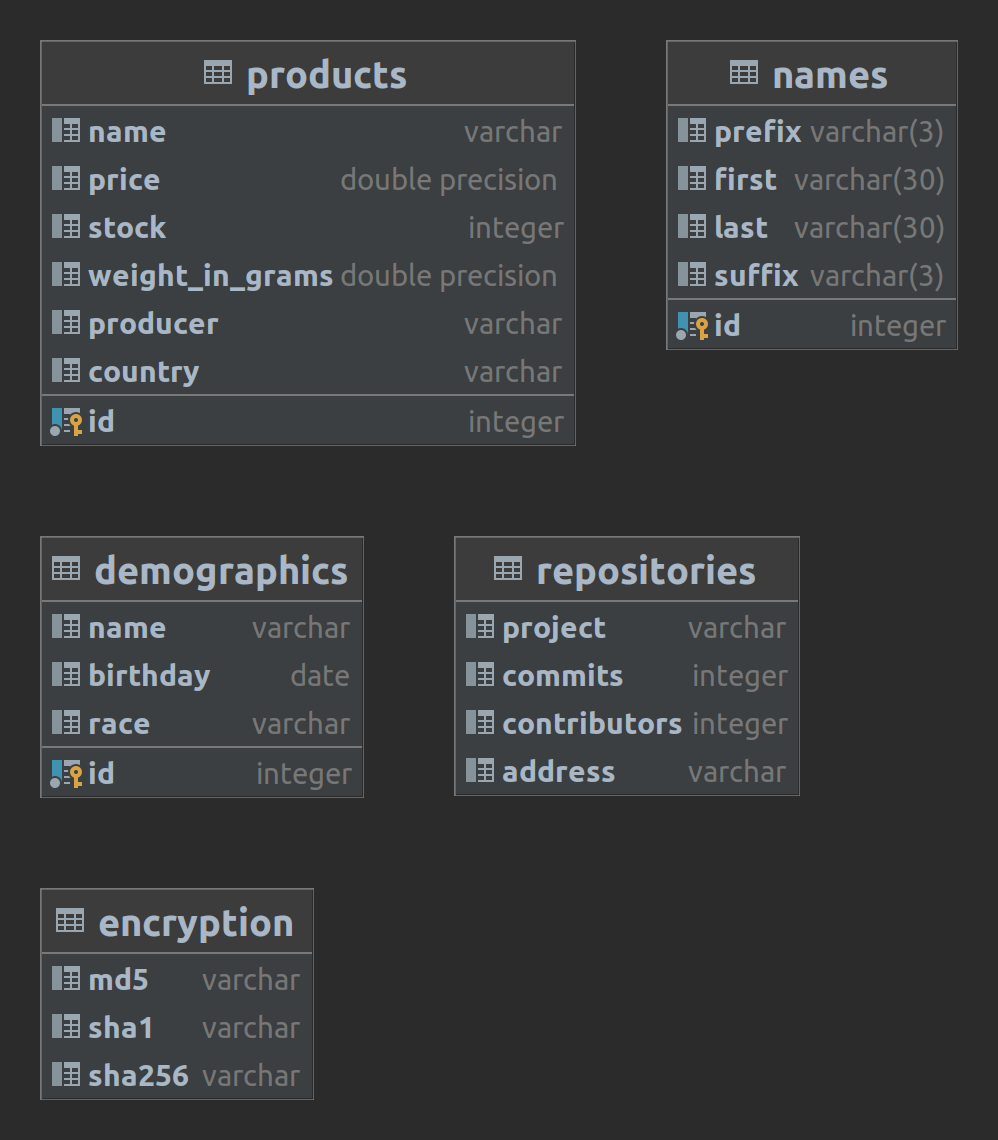 products
name varchar
price double precision
stock integer
weight_in_grams double precision
producer varchar
country varchar
id integer
names
prefix varchar(3)
first varchar(30)
last varchar(30)
suffix varchar(3)
id integer
demographics
name varchar
birthday date
race varchar
id integer
repositories
project varchar
commits integer
contributors integer
address varchar
encryption
md5 varchar
sha1 varchar
sha256 varchar